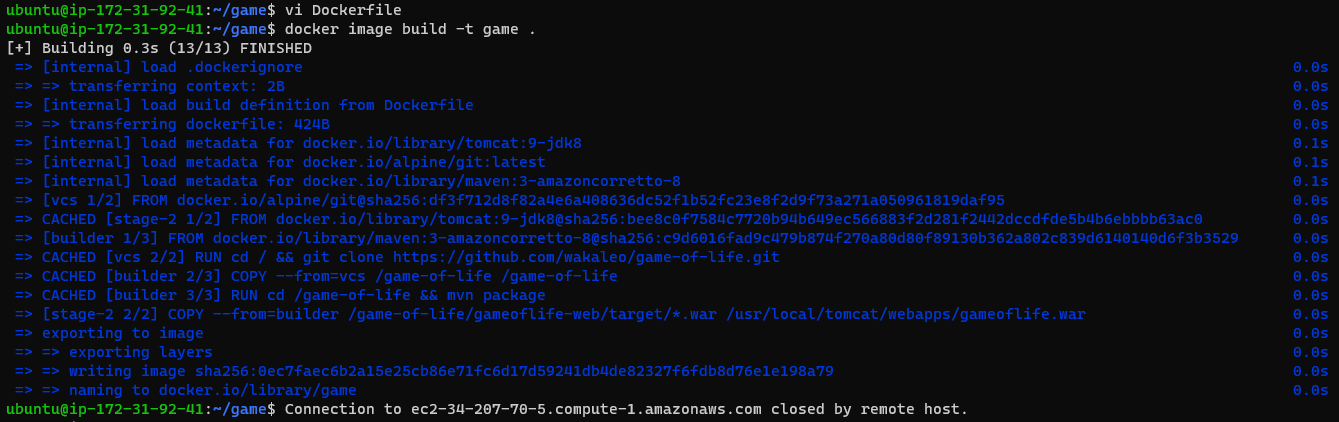 ubuntu@ip-172-31-92-41:~/game$ vi Dockerfile
ubuntu@ip-172-31-92-41:~/game$ docker image build -t game .
[+] Building 0.3s (13/13) FINISHED
=> [internal] load .dockerignore 0.0s
=> => transferring context: 2B 0.0s
=> [internal] load build definition from Dockerfile 0.0s
=> => transferring dockerfile: 424B 0.0s
=> [internal] load metadata for docker.io/library/tomcat:9-jdk8 0.1s
=> [internal] load metadata for docker.io/alpine/git:latest 0.1s
=> [internal] load metadata for docker.io/library/maven:3-amazoncorretto-8 0.1s
=> [vcs 1/2] FROM docker.io/alpine/git@sha256:df3f712d8f82a4e6a408636dc52f1b52fc23e8f2d9f73a271a050961819daf95 0.0s
=> CACHED [stage-2 1/2] FROM docker.io/library/tomcat:9-jdk8@sha256:bee8c0f7584c7720b94b649ec566883f2d281f2442dccdfde5b4b6ebbbb63ac0 0.0s
=> [builder 1/3] FROM docker.io/library/maven:3-amazoncorretto-8@sha256:c9d6016fad9c479b874f270a80d80f89130b362a802c839d6140140d6f3b3529 0.0s
=> CACHED [vcs 2/2] RUN cd / && git clone https://github.com/wakaleo/game-of-life.git 0.0s
=> CACHED [builder 2/3] COPY --from=vcs /game-of-life /game-of-life 0.0s
=> CACHED [builder 3/3] RUN cd /game-of-life && mvn package 0.0s
=> [stage-2 2/2] COPY --from=builder /game-of-life/gameoflife-web/target/*.war /usr/local/tomcat/webapps/gameoflife.war 0.0s
=> exporting to image 0.0s
=> => exporting layers 0.0s
=> => writing image sha256:0ec7faec6b2a15e25cb86e71fc6d17d59241db4de82327f6fdb8d76e1e198a79 0.0s
=> => naming to docker.io/library/game 0.0s
ubuntu@ip-172-31-92-41:~/game$ Connection to ec2-34-207-70-5.compute-1.amazonaws.com closed by remote host.